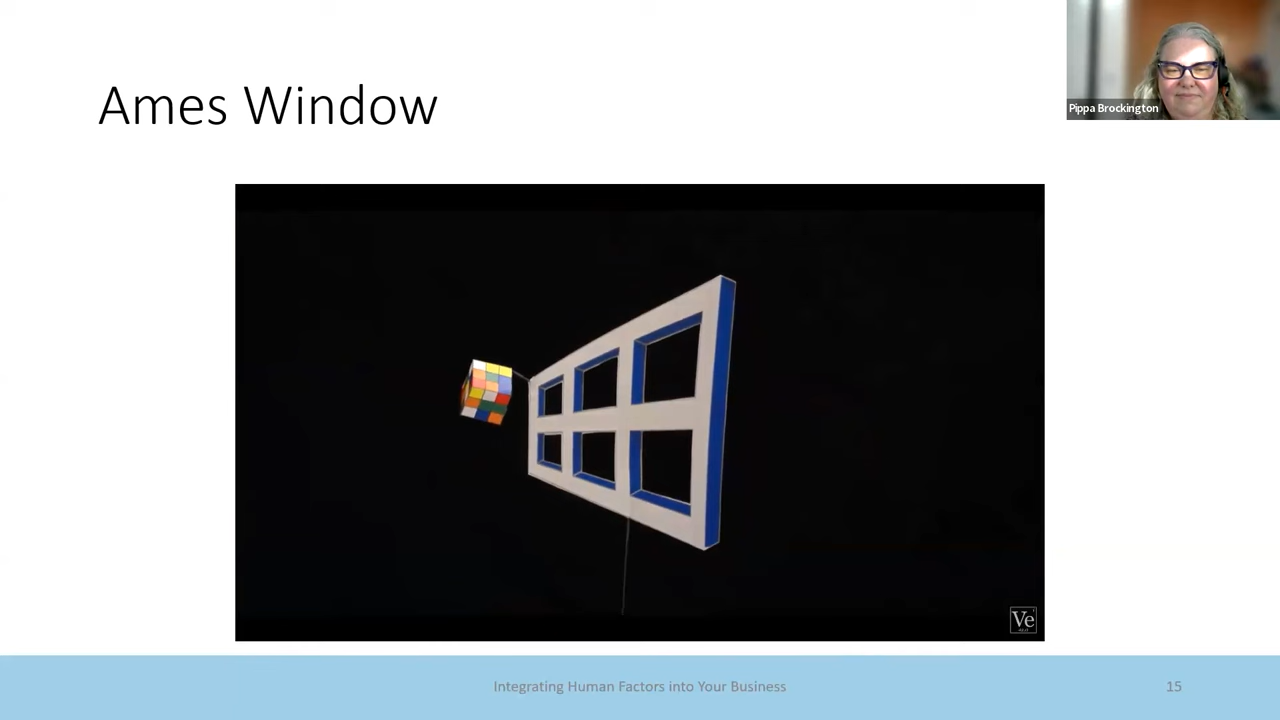 Ames Window
Pippa Brockington
Ve
Integrating Human Factors into Your Business
15